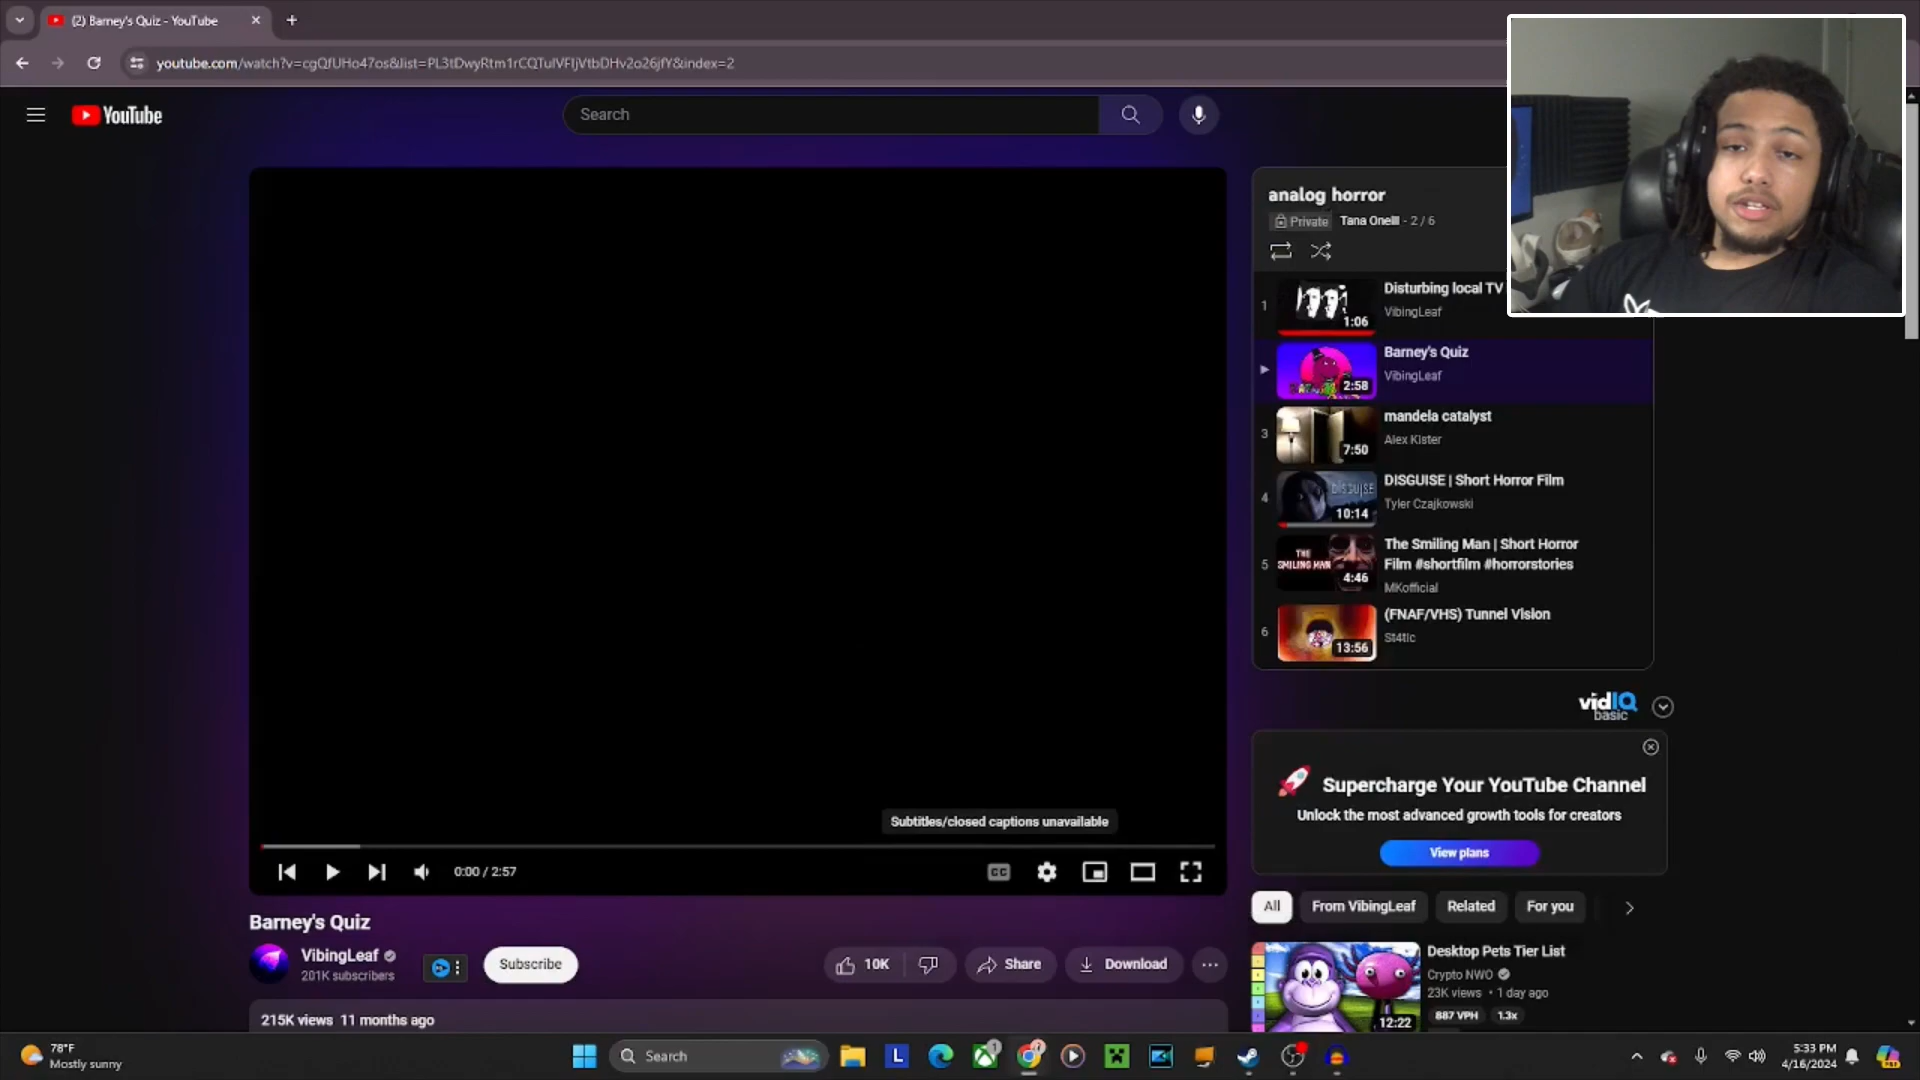 (2) Barney's Quiz - YouTube
youtube.com/watch?v=cgQfUHo47os&list=PL3tDwyRtm1rCQTulVFIjVtbDHv2o26jfY&index=2
YouTube
Search
analog horror
Private Tana Oneill - 2 / 6
1
Disturbing local TV
VibingLeaf
1:06
Barney's Quiz
VibingLeaf
2:58
3
mandela catalyst
Alex Kister
7:50
4
DISGUISE | Short Horror Film
Tyler Czajkowski
DISGUISE
10:14
5
The Smiling Man | Short Horror
Film #shortfilm #horrorstories
MKofficial
THE
SMILING MAN
4:46
6
(FNAF/VHS) Tunnel Vision
St4tic
13:56
vidIQ
basic
Supercharge Your YouTube Channel
Unlock the most advanced growth tools for creators
View plans
Subtitles/closed captions unavailable
0:00 / 2:57
CC
All From VibingLeaf Related For you
Barney's Quiz
VibingLeaf
201K subscribers
Subscribe
10K
Share
Download
215K views 11 months ago
Desktop Pets Tier List
Crypto NWO
23K views • 1 day ago
887 VPH 1.3x
12:22
78°F
Mostly sunny
Search
L
1
5:33 PM
4/16/2024